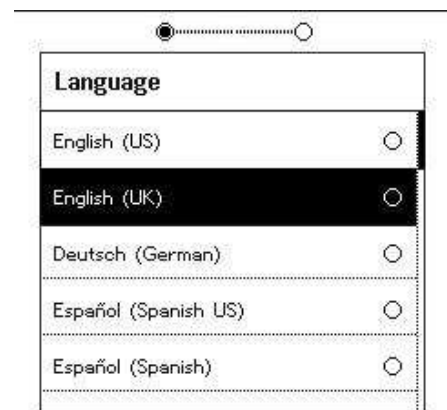 Language
English (US)
English (UK)
Deutsch (German)
Español (Spanish US)
Español (Spanish)